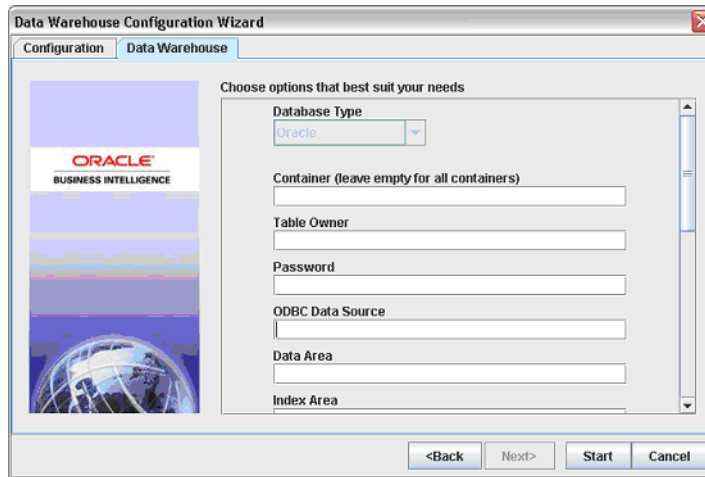 Data Warehouse Configuration Wizard
Configuration Data Warehouse
Choose options that best suit your needs
Database Type
Oracle
ORACLE
BUSINESS INTELLIGENCE
Container (leave empty for all containers)
Table Owner
Password
ODBC Data Source
Data Area
Index Area
<Back Next> Start Cancel